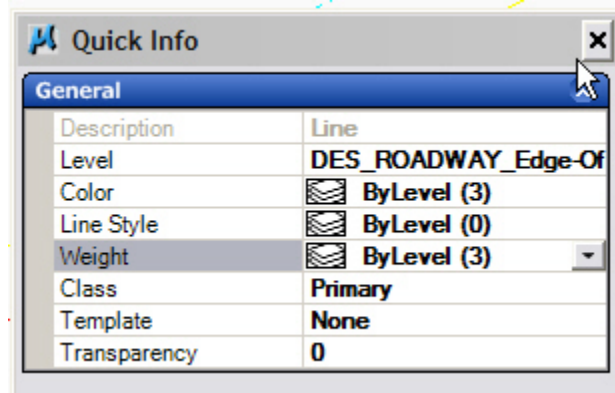 Quick Info
General
Description Line
Level DES_ROADWAY_Edge-Of
Color ByLevel (3)
Line Style ByLevel (0)
Weight ByLevel (3)
Class Primary
Template None
Transparency 0